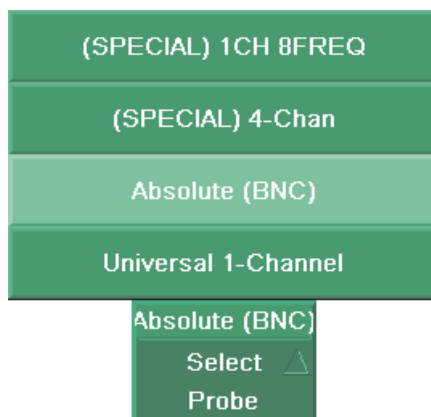 (SPECIAL) 1CH 8FREQ
(SPECIAL) 4-Chan
Absolute (BNC)
Universal 1-Channel
Absolute (BNC)
Select
Probe